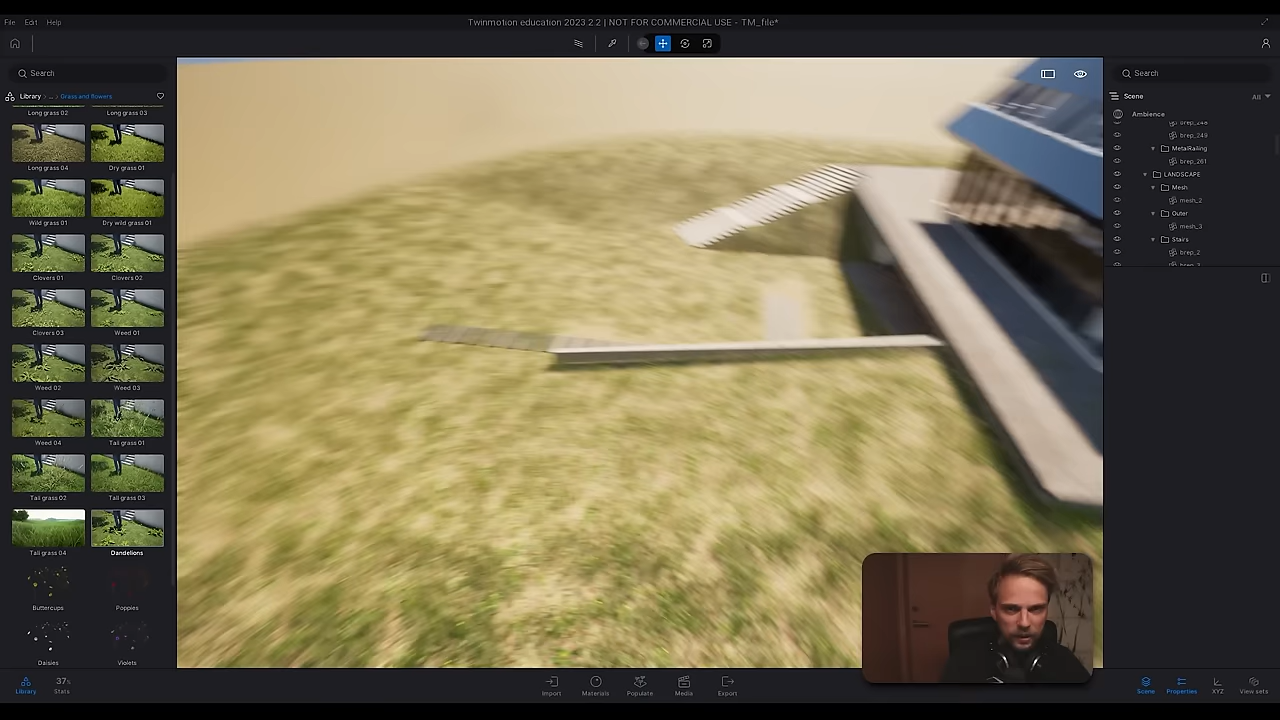 File Edit Help
Twinmotion education 2023.2.2 | NOT FOR COMMERCIAL USE - TM_file*
Search
Library > ... > Grass and flowers
Long grass 02
Long grass 03
Long grass 04
Dry grass 01
Wild grass 01
Dry wild grass 01
Clovers 01
Clovers 02
Clovers 03
Weed 01
Weed 02
Weed 03
Weed 04
Tall grass 01
Tall grass 02
Tall grass 03
Tall grass 04
Dandelions
Buttercups
Poppies
Daisies
Violets
Library
37%
Stats
Import
Materials
Populate
Media
Export
Search
Scene
All
Ambience
brep_248
brep_249
MetalRailing
brep_261
LANDSCAPE
Mesh
mesh_2
Outer
mesh_3
Stairs
brep_2
Scene
Properties
XYZ
View sets